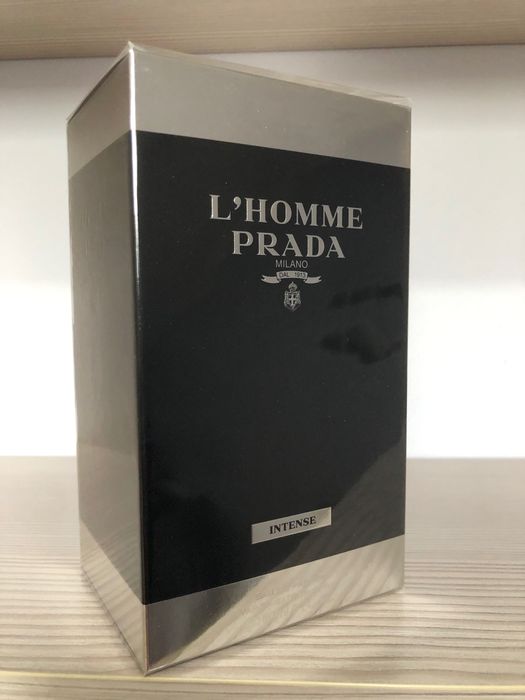 L'HOMME
PRADA
MILANO
DAL 1913
INTENSE